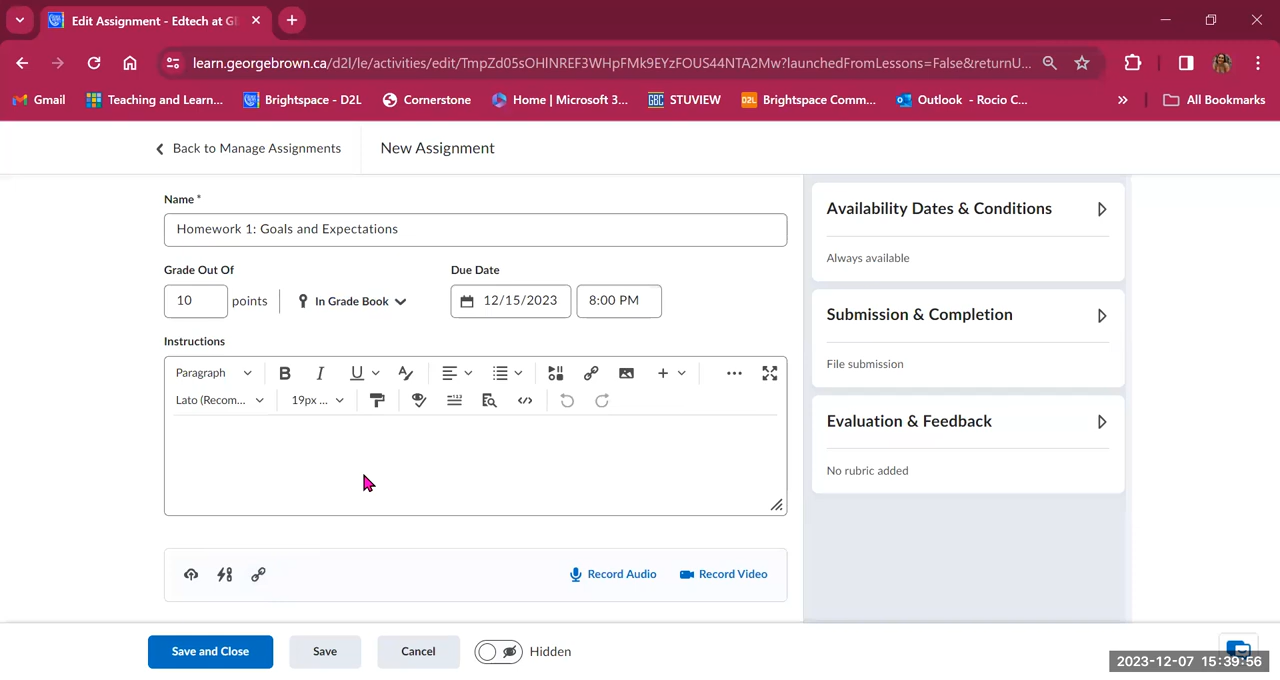 Edit Assignment - Edtech at G
learn.georgebrown.ca/d2l/le/activities/edit/TmpZd05sOHlNREF3WHpFMk9EYzFOUS44NTA2Mw?launchedFromLessons=False&returnU...
Gmail Teaching and Learn... Brightspace - D2L Cornerstone Home | Microsoft 3... GBC STUVIEW D2L Brightspace Comm... Outlook - Rocio C... » All Bookmarks
Back to Manage Assignments New Assignment
Name *
Homework 1: Goals and Expectations
Grade Out Of Due Date
10 points In Grade Book 12/15/2023 8:00 PM
Instructions
Paragraph B I U
Lato (Recom... 19px ...
Record Audio Record Video
Availability Dates & Conditions
Always available
Submission & Completion
File submission
Evaluation & Feedback
No rubric added
Save and Close Save Cancel Hidden
2023-12-07 15:39:56